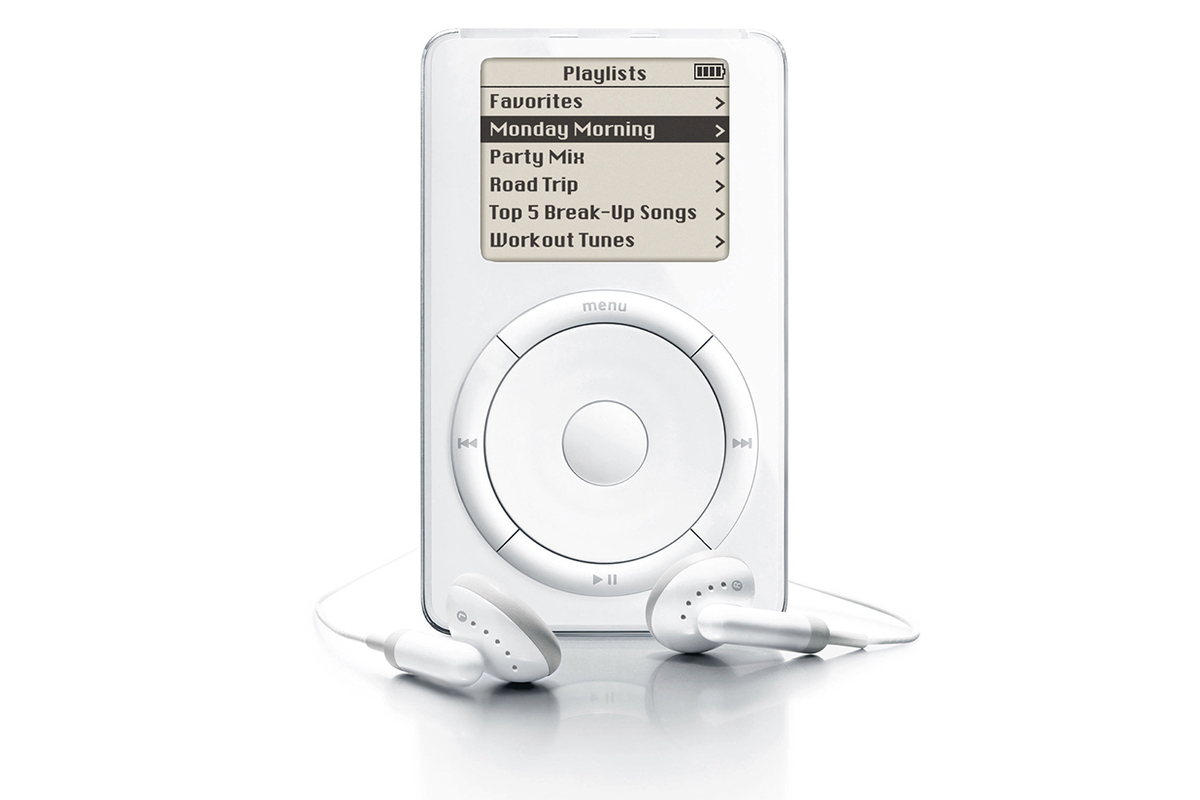 Playlists
Favorites
Monday Morning
Party Mix
Road Trip
Top 5 Break-Up Songs
Workout Tunes
menu
L
R